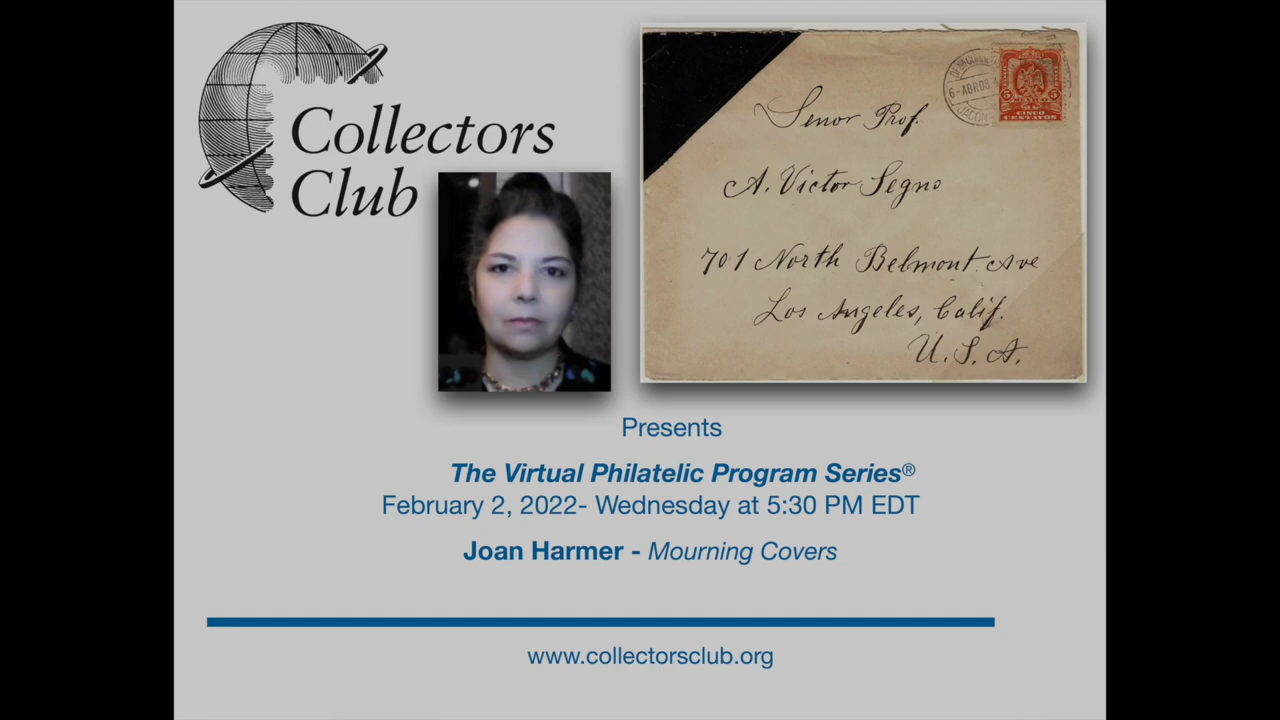 Collectors
Club
Senor Prof.
A. Victor Segno
701 North Belmont Ave
Los Angeles, Calif.
U.S.A.
6-ABR.08
5
5
MEXICO
CINCO
CENTAVOS
Presents
The Virtual Philatelic Program Series®
February 2, 2022- Wednesday at 5:30 PM EDT
Joan Harmer - Mourning Covers
www.collectorsclub.org